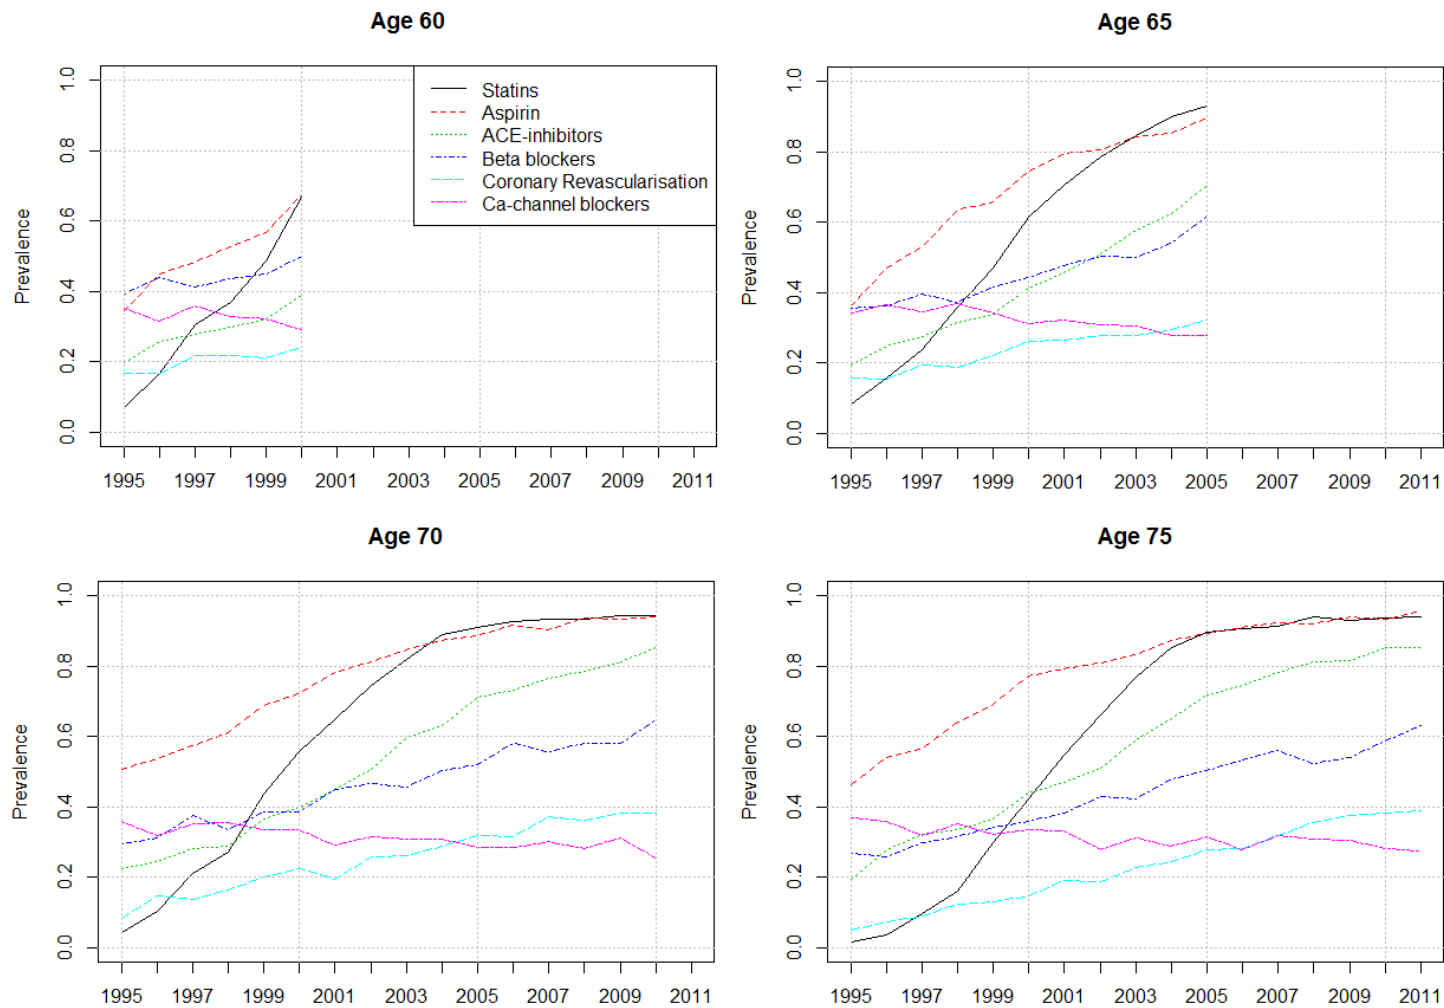 Age 60
Prevalence
1.0
0.8
0.6
0.4
0.2
0.0
Statins
Aspirin
ACE-inhibitors
Beta blockers
Coronary Revascularisation
Ca-channel blockers
1995 1997 1999 2001 2003 2005 2007 2009 2011
Age 65
Prevalence
1.0
0.8
0.6
0.4
0.2
0.0
1995 1997 1999 2001 2003 2005 2007 2009 2011
Age 70
Prevalence
1.0
0.8
0.6
0.4
0.2
0.0
1995 1997 1999 2001 2003 2005 2007 2009 2011
Age 75
Prevalence
1.0
0.8
0.6
0.4
0.2
0.0
1995 1997 1999 2001 2003 2005 2007 2009 2011